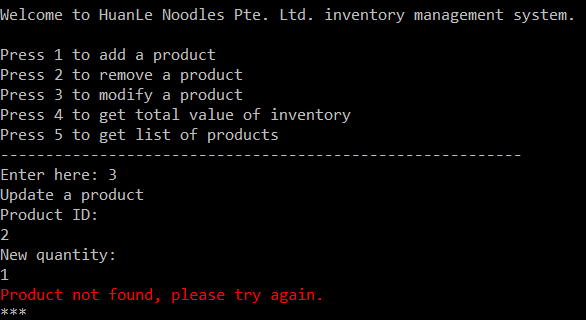 Welcome to HuanLe Noodles Pte. Ltd. inventory management system.
Press 1 to add a product
Press 2 to remove a product
Press 3 to modify a product
Press 4 to get total value of inventory
Press 5 to get list of products
----------------------------------------------------------
Enter here: 3
Update a product
Product ID:
2
New quantity:
1
Product not found, please try again.
***